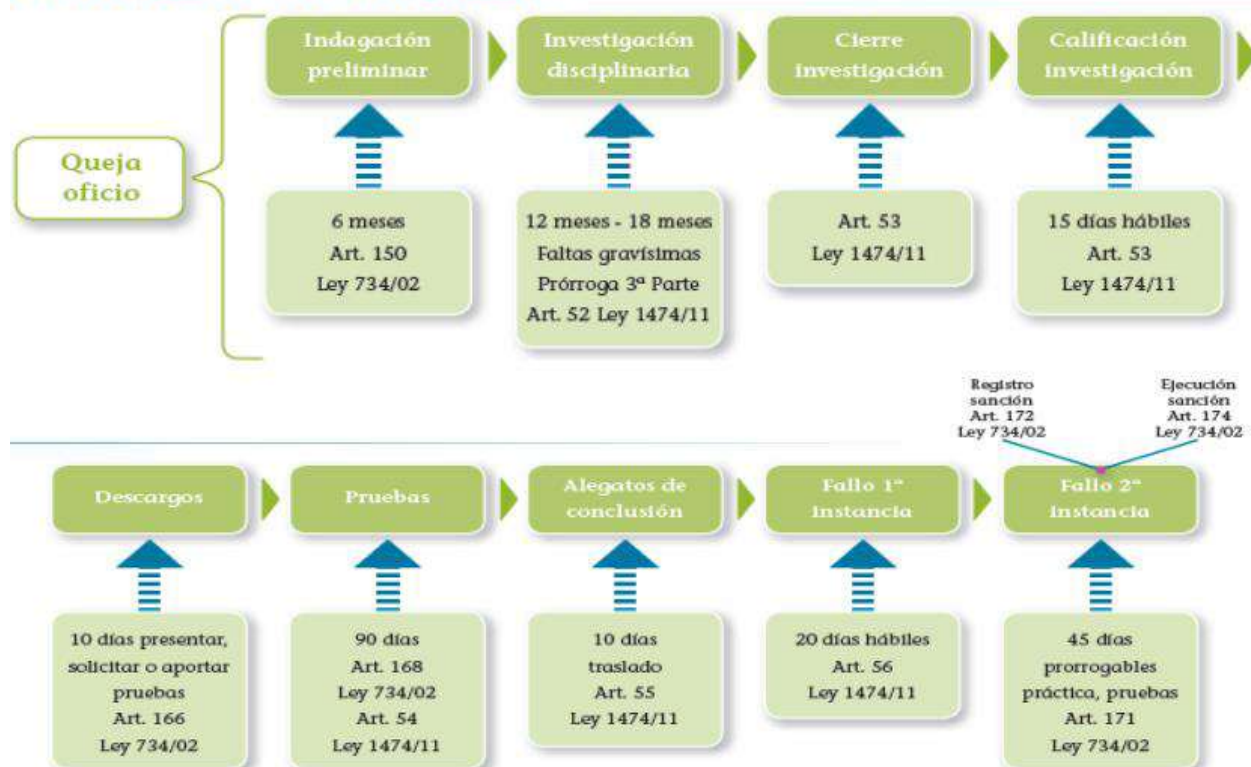 Queja
oficio
Indagación
preliminar
6 meses
Art. 150
Ley 734/02
Investigación
disciplinaria
12 meses - 18 meses
Faltas gravísimas
Prórroga 3ª Parte
Art. 52 Ley 1474/11
Cierre
investigación
Art. 53
Ley 1474/11
Calificación
investigación
15 días hábiles
Art. 53
Ley 1474/11
Descargos
10 días presentar,
solicitar o aportar
pruebas
Art. 166
Ley 734/02
Pruebas
90 días
Art. 168
Ley 734/02
Art. 54
Ley 1474/11
Alegatos de
conclusión
10 días
traslado
Art. 55
Ley 1474/11
Fallo 1ª
instancia
20 días hábiles
Art. 56
Ley 1474/11
Registro
sanción
Art. 172
Ley 734/02
Ejecución
sanción
Art. 174
Ley 734/02
Fallo 2ª
instancia
45 días
prorrogables
práctica, pruebas
Art. 171
Ley 734/02